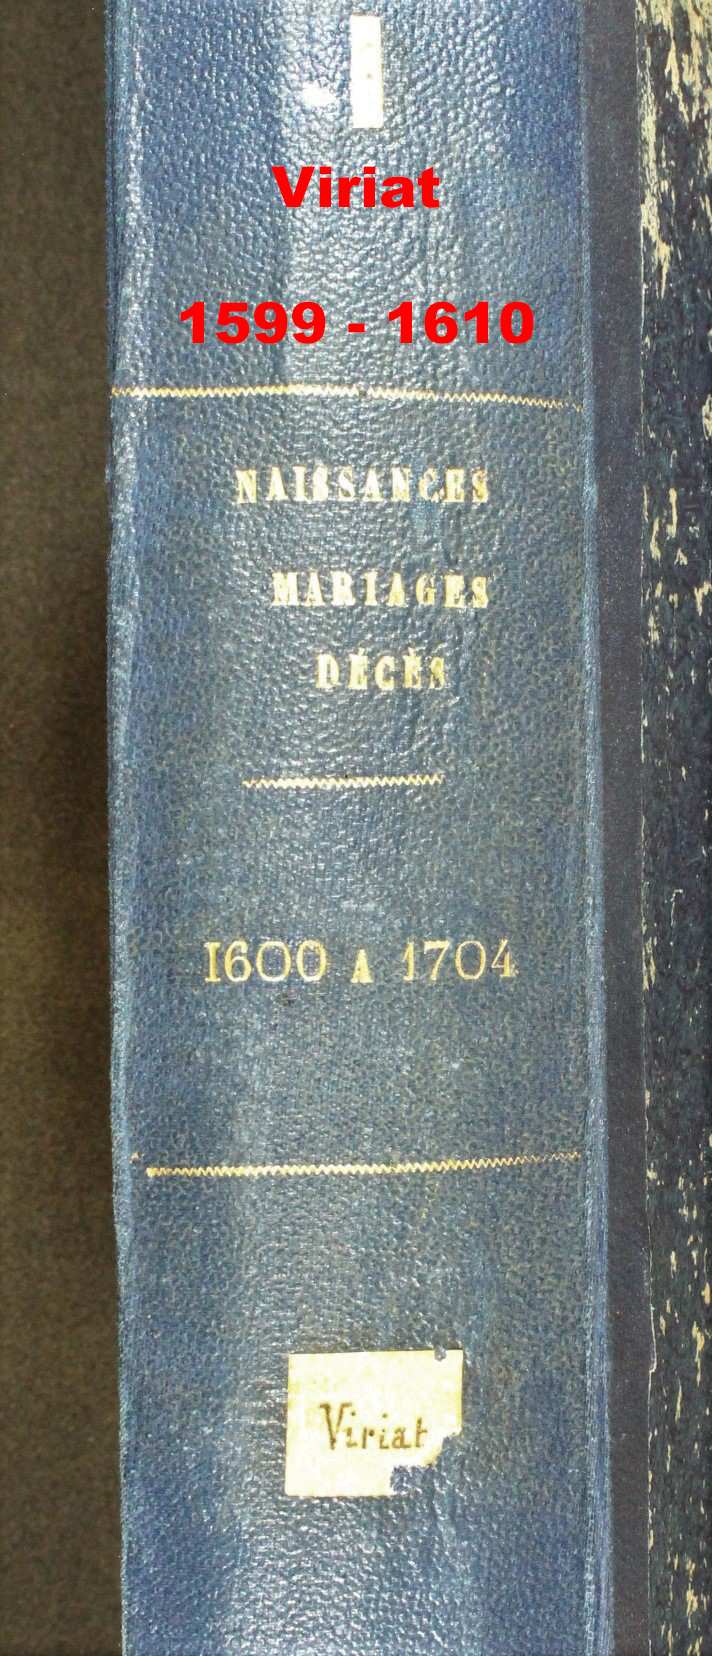 Viriat
1599 - 1610
NAISSANCES
MARIAGES
DÉCÈS
1600 A 1704
Viriat